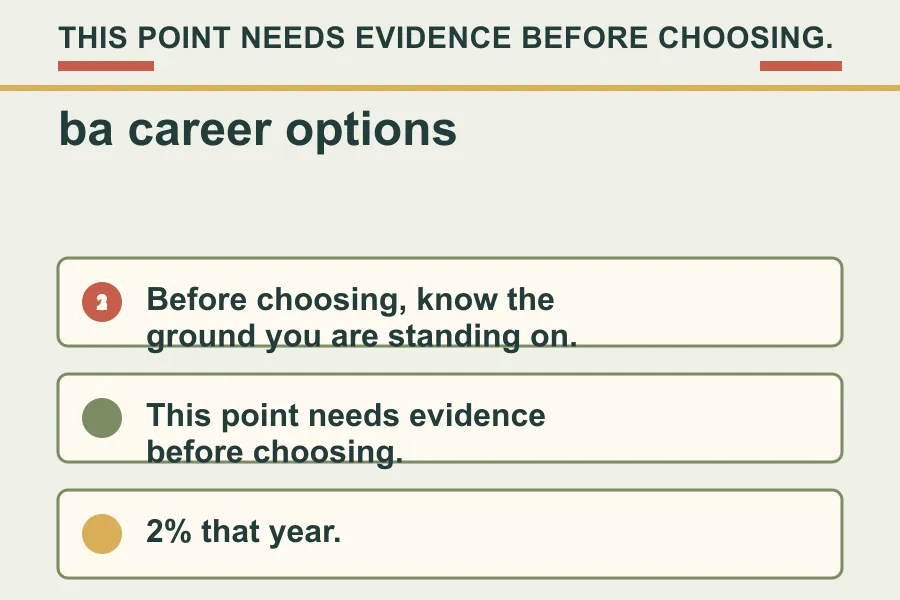 THIS POINT NEEDS EVIDENCE BEFORE CHOOSING.
ba career options
Before choosing, know the
ground you are standing on.
This point needs evidence
before choosing.
2% that year.